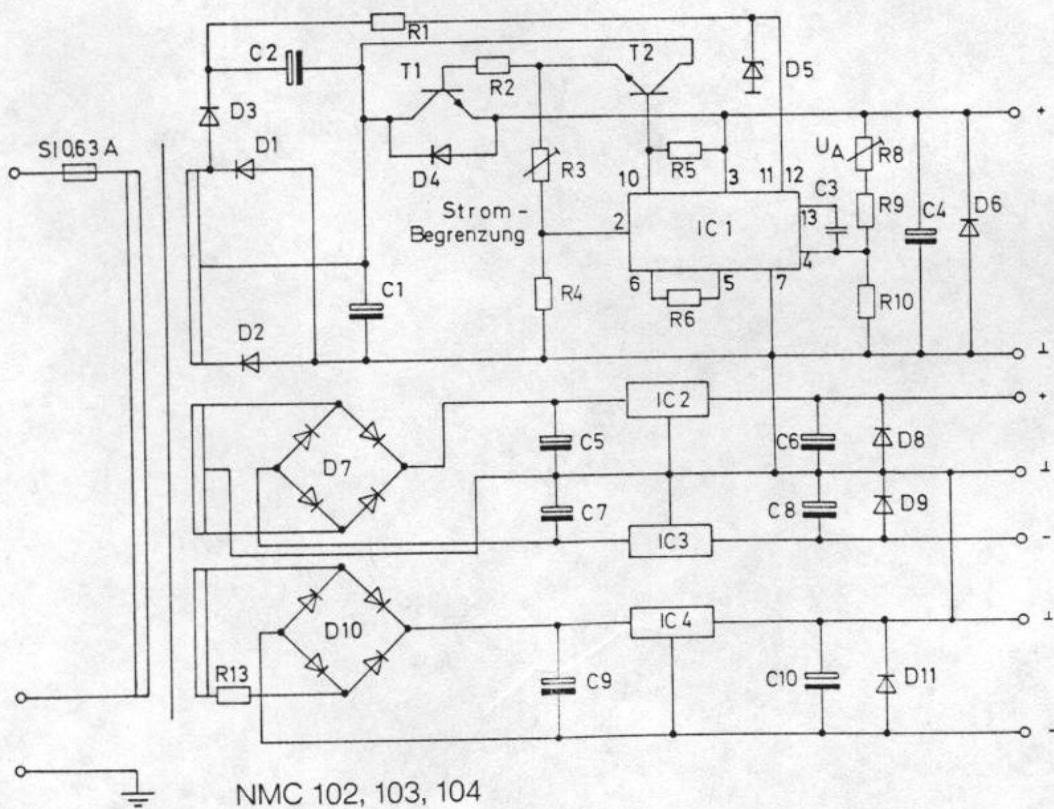 R1
C2
T1
R2
T2
D5
D3
+
SI 0,63 A
D1
D4
R3
R5
UA
R8
10
3
11
12
Strom-
Begrenzung
2
IC 1
13
C3
R9
C4
D6
4
6
5
7
R6
R10
C1
R4
D2
⊥
+
IC2
C5
C6
D8
D7
⊥
C7
C8
D9
IC3
-
D10
IC 4
⊥
R13
C9
C10
D11
-
NMC 102, 103, 104